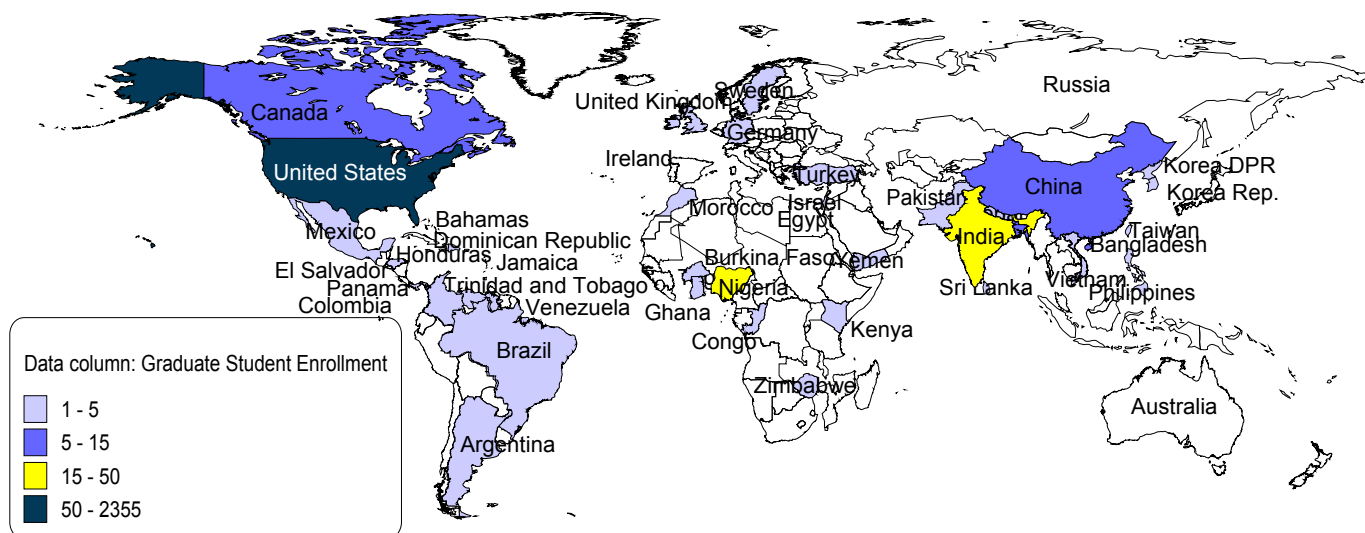 Sweden
Russia
United Kingdom
Canada
Germany
Ireland
Korea DPR
United States
Turkey
China
Korea Rep.
Pakistan
Israel
Morocco
Bahamas
Egypt
Mexico
Taiwan
India
Dominican Republic
Bangladesh
Honduras
Burkina Faso
Yemen
Jamaica
El Salvador
Vietnam
Panama
Trinidad and Tobago
Nigeria
Sri Lanka
Philippines
Colombia
Venezuela
Ghana
Kenya
Congo
Brazil
Zimbabwe
Australia
Argentina
Data column: Graduate Student Enrollment
1 - 5
5 - 15
15 - 50
50 - 2355